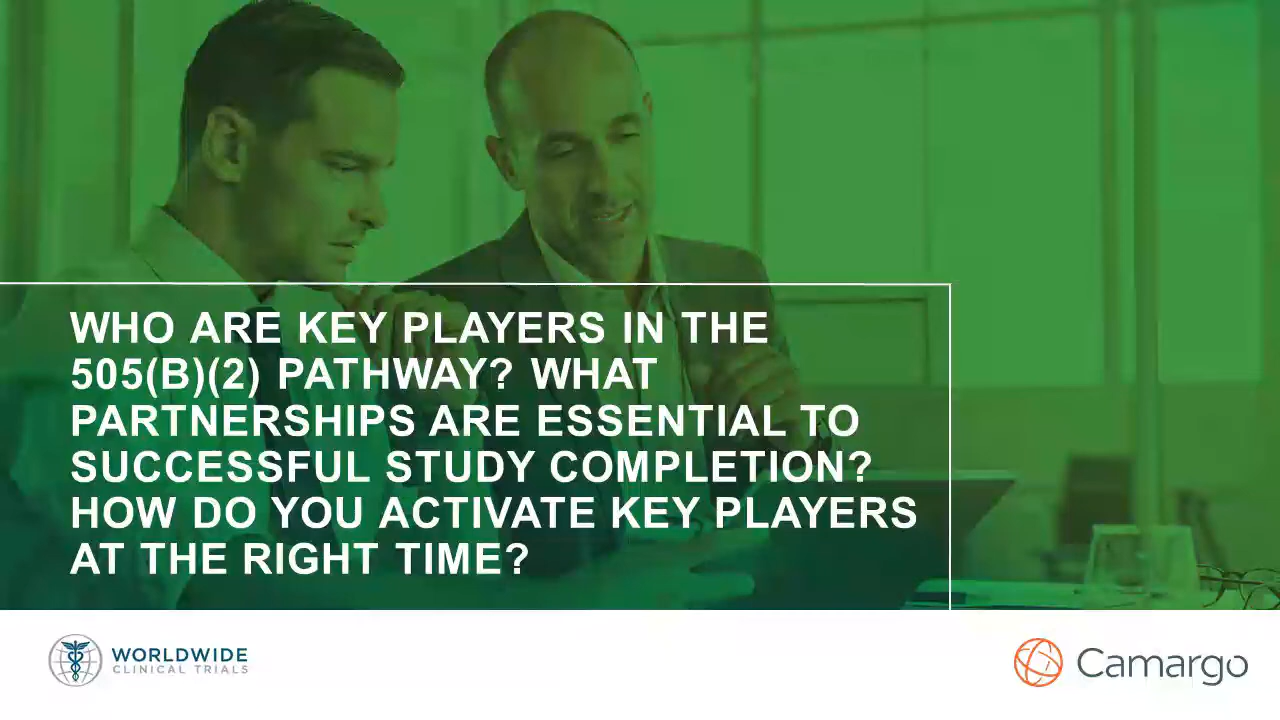 WHO ARE KEY PLAYERS IN THE
505(B)(2) PATHWAY? WHAT
PARTNERSHIPS ARE ESSENTIAL TO
SUCCESSFUL STUDY COMPLETION?
HOW DO YOU ACTIVATE KEY PLAYERS
AT THE RIGHT TIME?
WORLDWIDE
CLINICAL TRIALS
Camargo